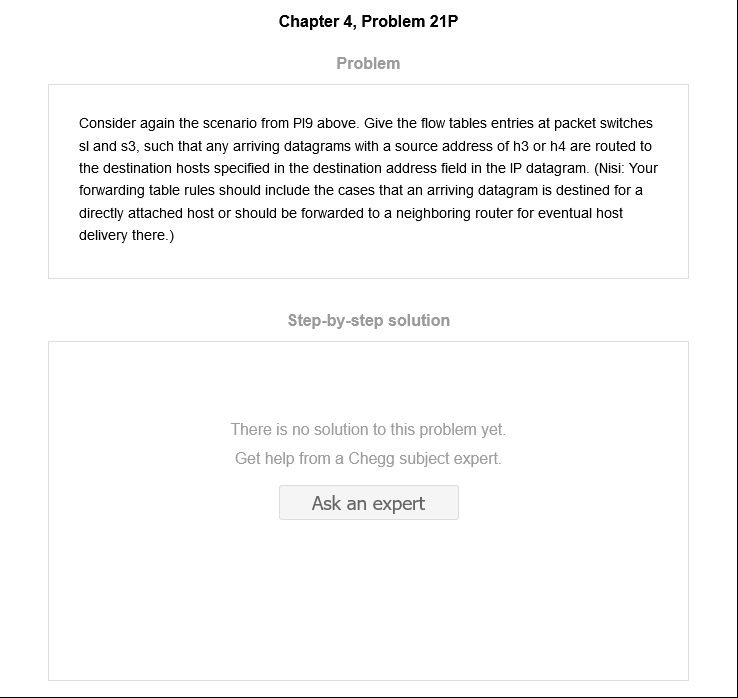 Chapter 4, Problem 21P
Problem
Consider again the scenario from Pl9 above. Give the flow tables entries at packet switches
sl and s3, such that any arriving datagrams with a source address of h3 or h4 are routed to
the destination hosts specified in the destination address field in the IP datagram. (Nisi: Your
forwarding table rules should include the cases that an arriving datagram is destined for a
directly attached host or should be forwarded to a neighboring router for eventual host
delivery there.)
Step-by-step solution
There is no solution to this problem yet.
Get help from a Chegg subject expert.
Ask an expert